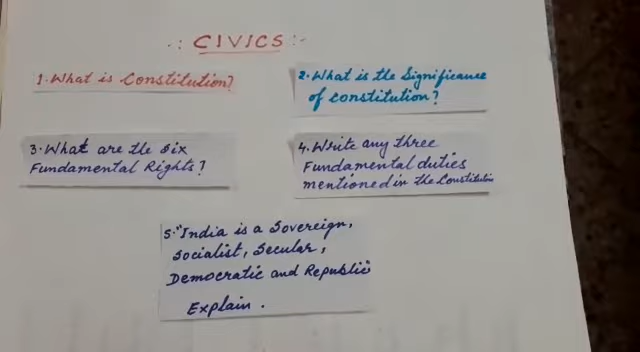 .: CIVICS :-
1. What is Constitution?
2. What is the Significance
of constitution?
3. What are the Six
Fundamental Rights?
4. Write any three
Fundamental duties
mentioned in the Constitution
5. "India is a Sovereign,
Socialist, Secular,
Democratic and Republic"
Explain.